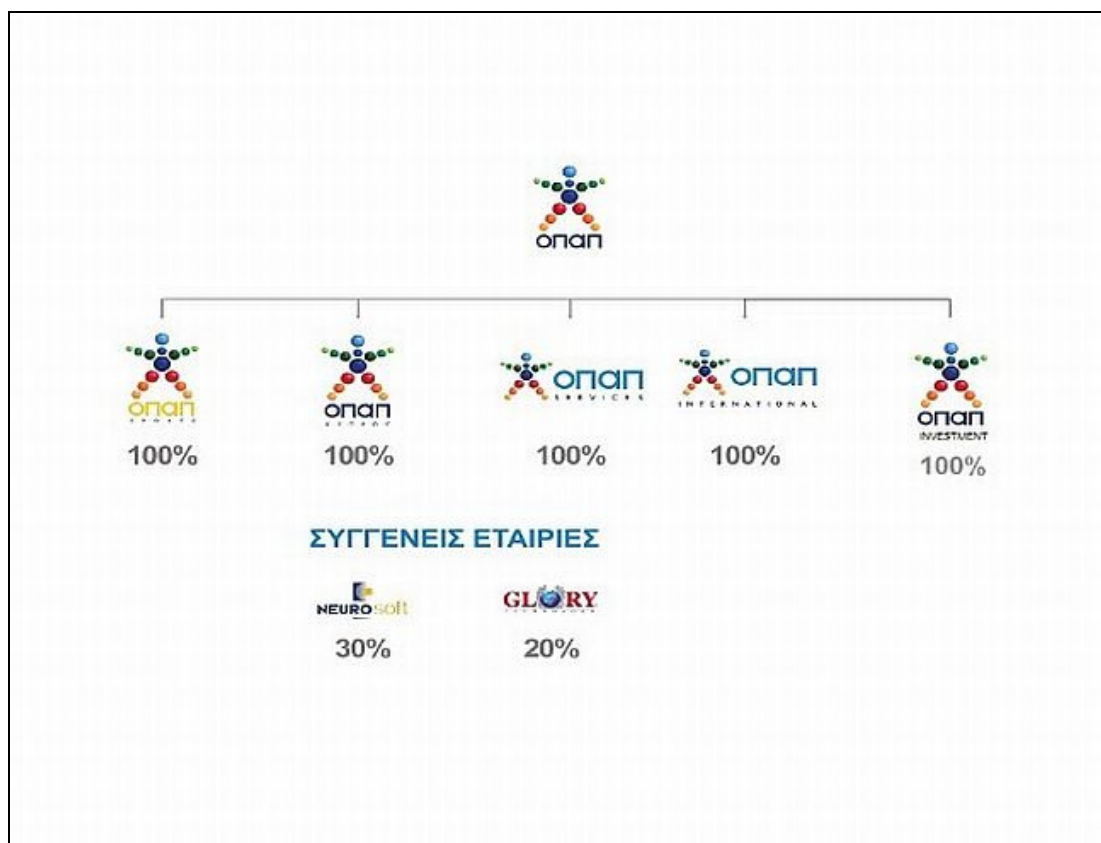 οπαπ
οπαπ
οπαπ
οπαπ
SERVICES
οπαπ
INTERNATIONAL
οπαπ
INVESTMENT
100%
100%
100%
100%
100%
ΣΥΓΓΕΝΕΙΣ ΕΤΑΙΡΙΕΣ
NEUROsoft
GLORY
30%
20%